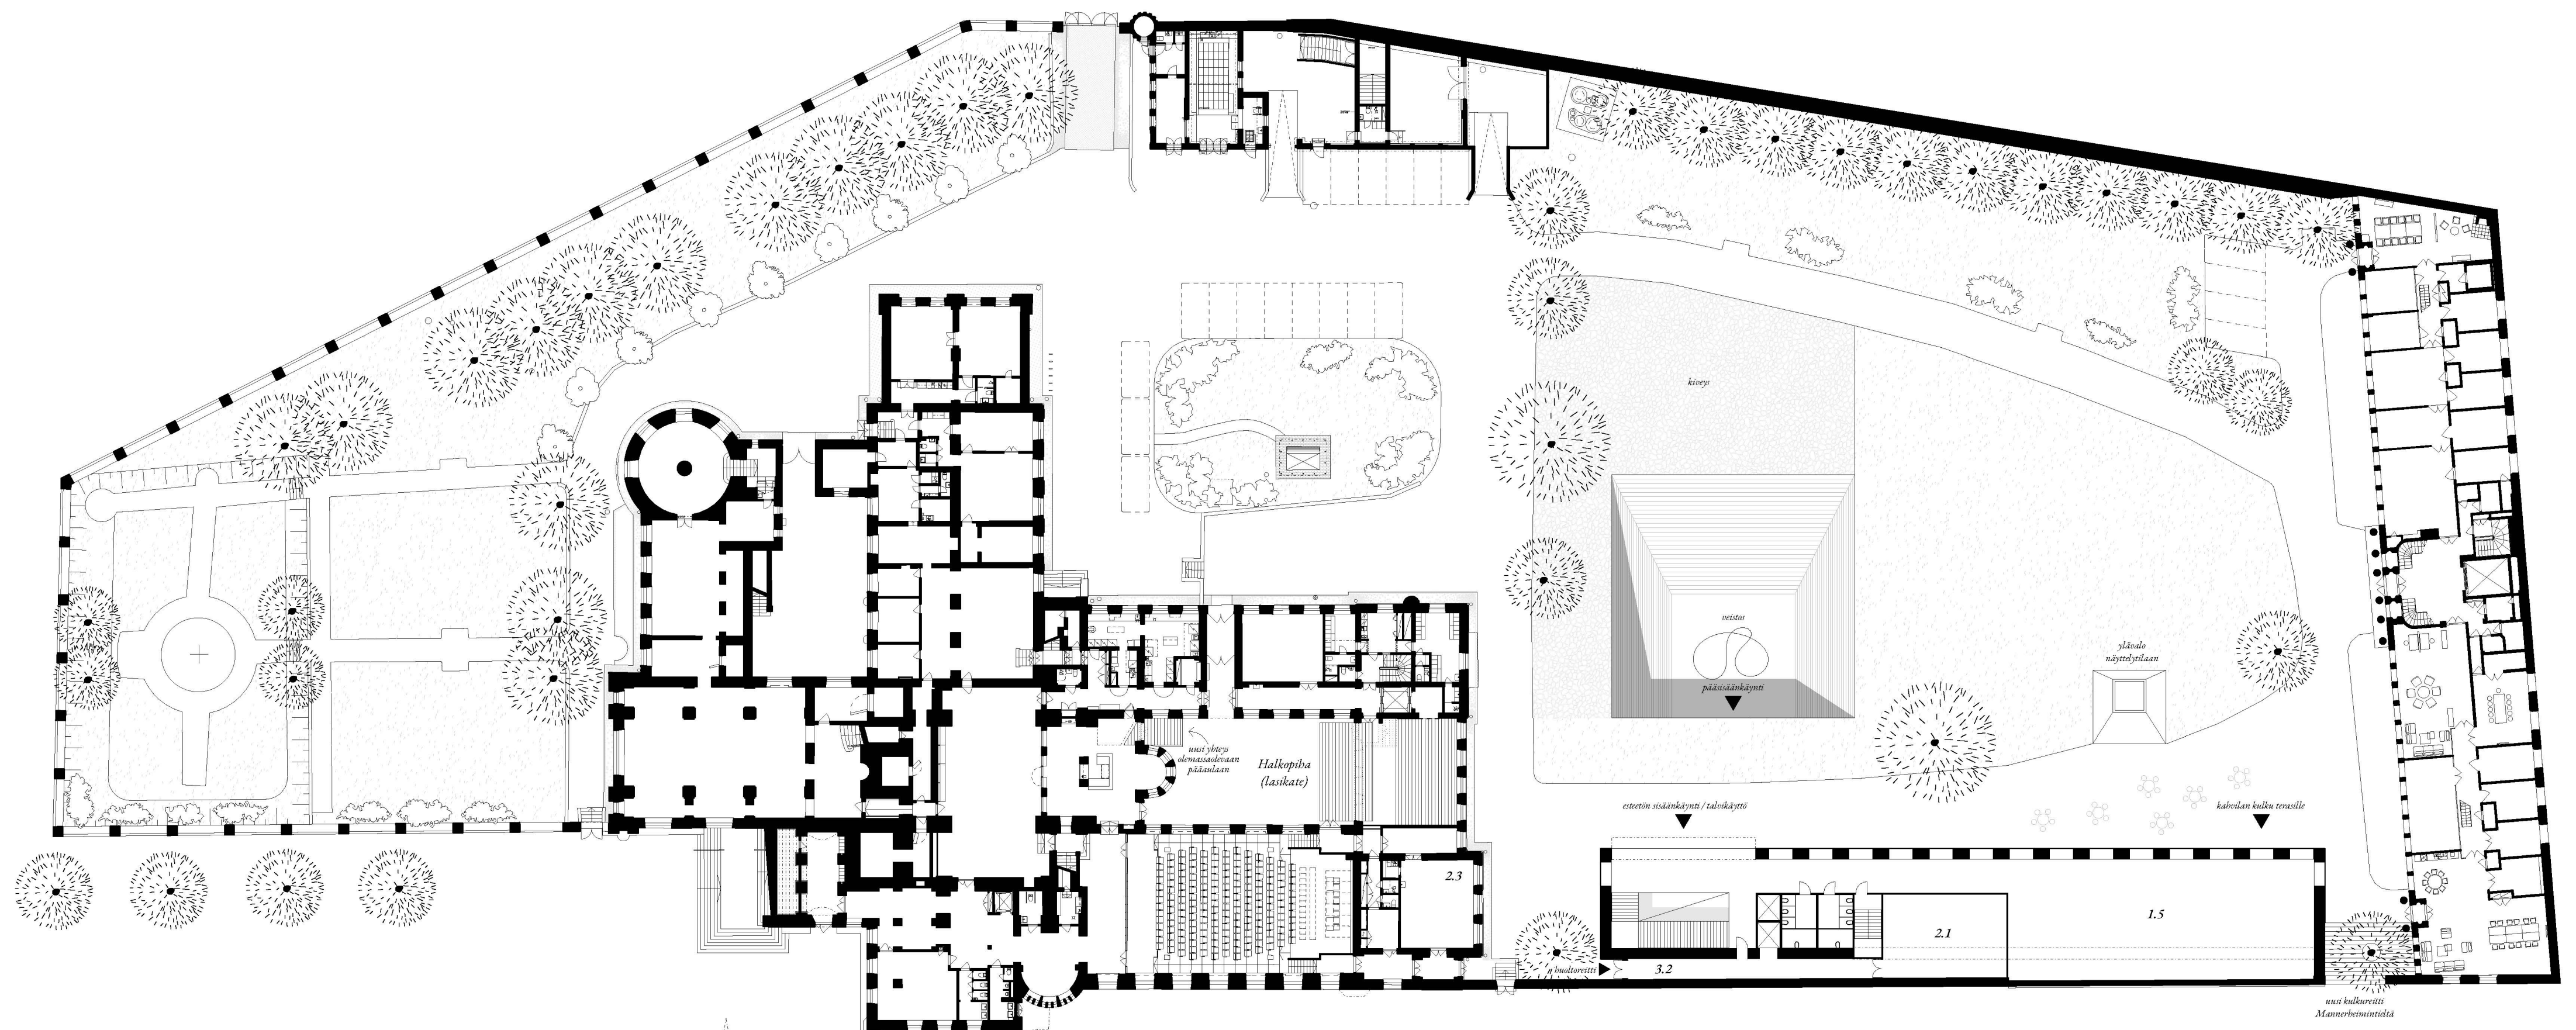 kiveys
veistos
pääsisäänkäynti
ylävalo
näyttelytilaan
uusi yhteys
olemassaolevaan
pääaulaan
Halkopiha
(lasikate)
esteetön sisäänkäynti / talvikäyttö
kahvilan kulku terasille
2.3
1.5
2.1
huoltoreitti
3.2
uusi kulkureitti
Mannerheimintieltä